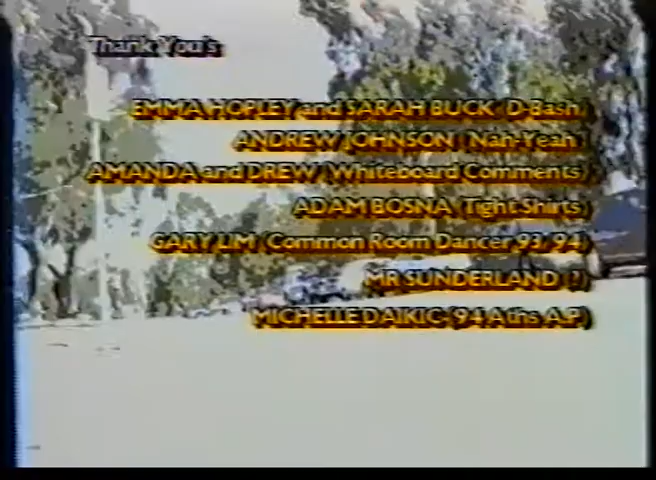 Thank You's
EMMA HOPLEY and SARAH BUCK (D-Bash)
ANDREW JOHNSON (Nah-Yeah)
AMANDA and DREW (Whiteboard Comments)
ADAM BOSNA (Tight Shirts)
GARY LIM (Common Room Dancer 93/94)
MR SUNDERLAND (?)
MICHELLE DAIKIC (94 Aths A.P)